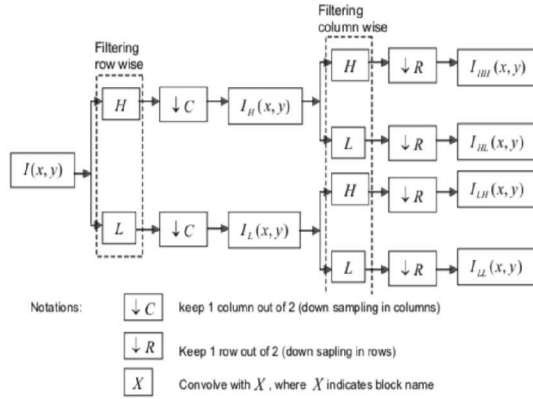 Filtering
row wise
Filtering
column wise
H
↓ R
I_HH (x, y)
H
↓ C
I_H (x, y)
L
↓ R
I_HL (x, y)
I(x, y)
H
↓ R
I_LH (x, y)
L
↓ C
I_L (x, y)
L
↓ R
I_LL (x, y)
Notations:
↓ C keep 1 column out of 2 (down sampling in columns)
↓ R Keep 1 row out of 2 (down sapling in rows)
X Convolve with X , where X indicates block name